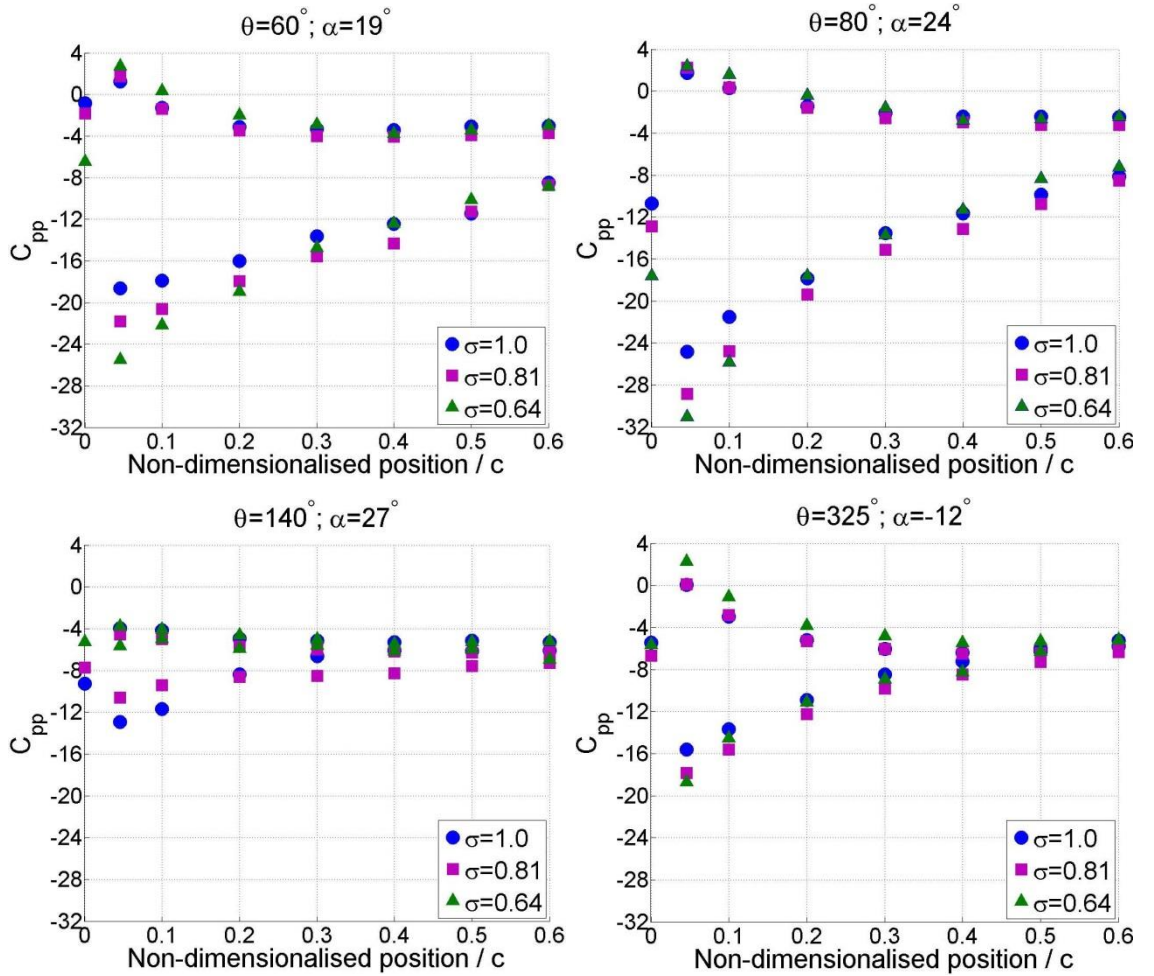 θ=60°; α=19°
4
0
-4
-8
-12
-16
-20
-24
-28
-32
C_pp
0 0.1 0.2 0.3 0.4 0.5 0.6
Non-dimensionalised position / c
σ=1.0
σ=0.81
σ=0.64
θ=80°; α=24°
4
0
-4
-8
-12
-16
-20
-24
-28
-32
C_pp
0 0.1 0.2 0.3 0.4 0.5 0.6
Non-dimensionalised position / c
σ=1.0
σ=0.81
σ=0.64
θ=140°; α=27°
4
0
-4
-8
-12
-16
-20
-24
-28
-32
C_pp
0 0.1 0.2 0.3 0.4 0.5 0.6
Non-dimensionalised position / c
σ=1.0
σ=0.81
σ=0.64
θ=325°; α=-12°
4
0
-4
-8
-12
-16
-20
-24
-28
-32
C_pp
0 0.1 0.2 0.3 0.4 0.5 0.6
Non-dimensionalised position / c
σ=1.0
σ=0.81
σ=0.64